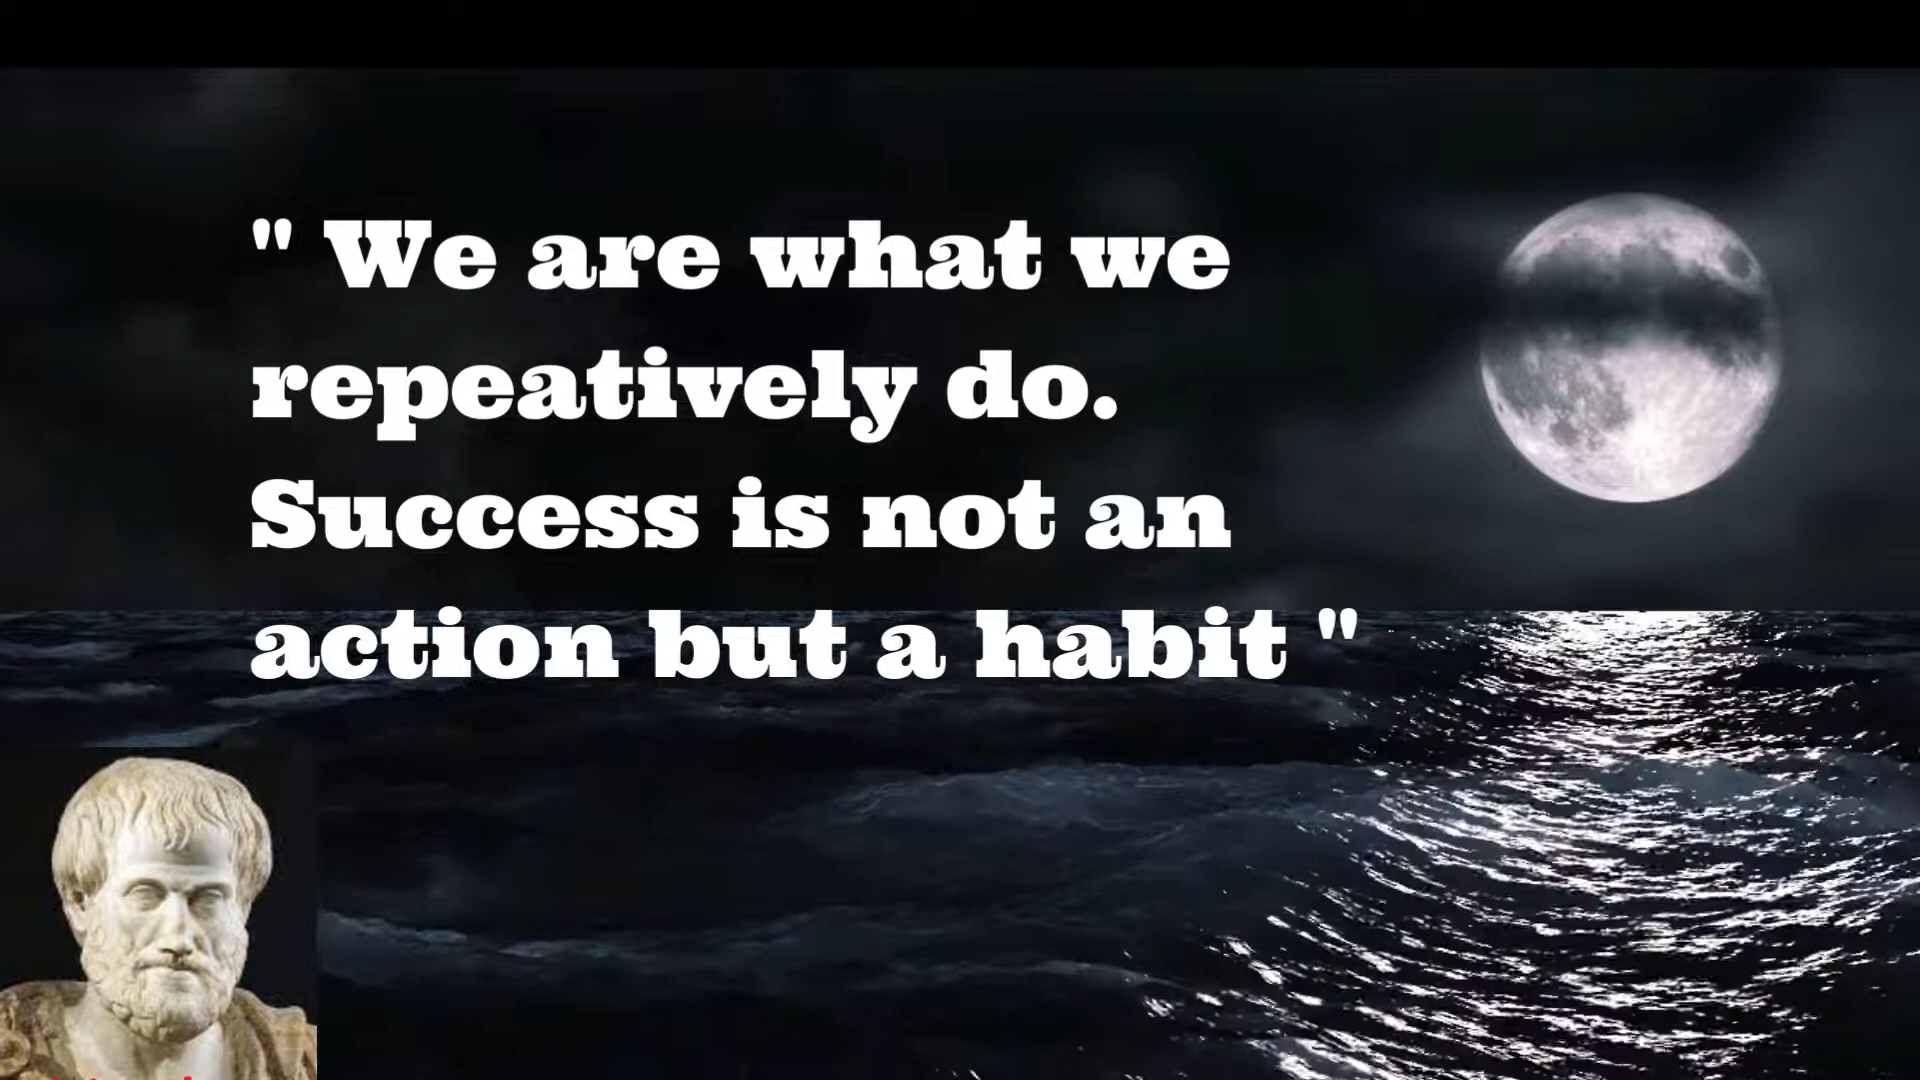 " We are what we
repeatively do.
Success is not an
action but a habit "